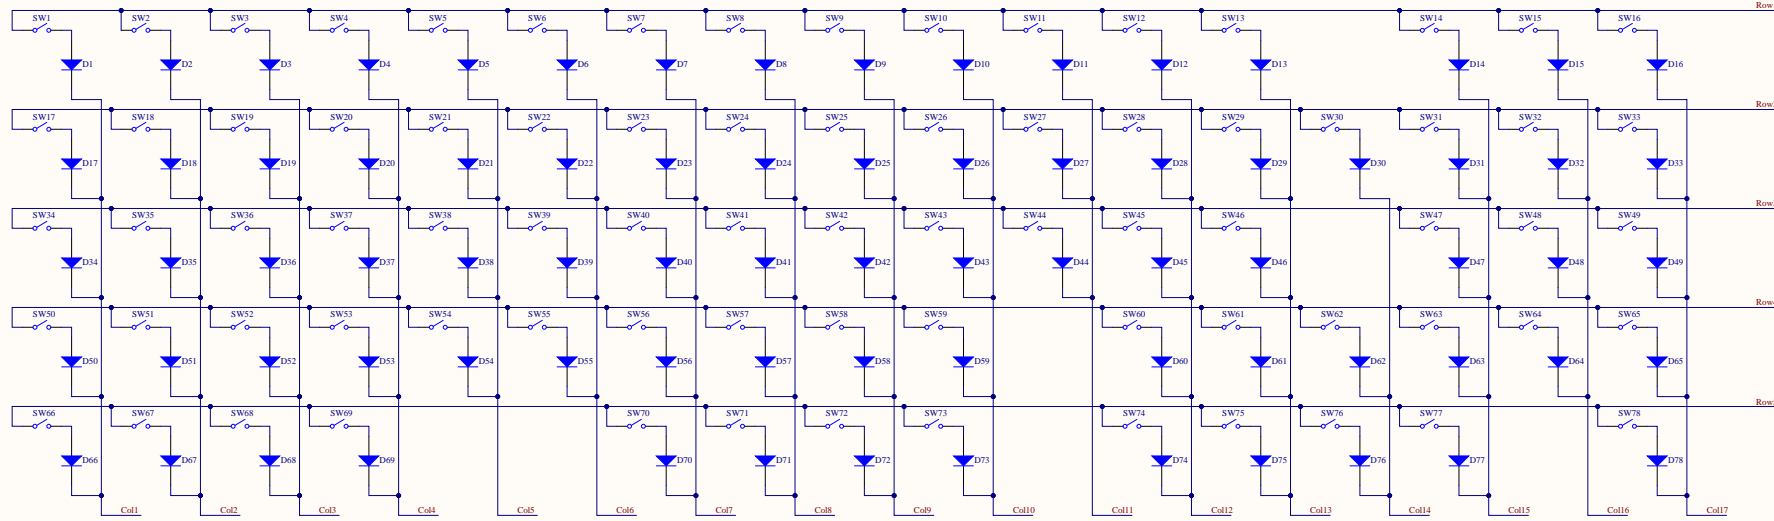 Row
SW1 SW2 SW3 SW4 SW5 SW6 SW7 SW8 SW9 SW10 SW11 SW12 SW13 SW14 SW15 SW16
D1 D2 D3 D4 D5 D6 D7 D8 D9 D10 D11 D12 D13 D14 D15 D16
Row
SW17 SW18 SW19 SW20 SW21 SW22 SW23 SW24 SW25 SW26 SW27 SW28 SW29 SW30 SW31 SW32 SW33
D17 D18 D19 D20 D21 D22 D23 D24 D25 D26 D27 D28 D29 D30 D31 D32 D33
Row
SW34 SW35 SW36 SW37 SW38 SW39 SW40 SW41 SW42 SW43 SW44 SW45 SW46 SW47 SW48 SW49
D34 D35 D36 D37 D38 D39 D40 D41 D42 D43 D44 D45 D46 D47 D48 D49
Row
SW50 SW51 SW52 SW53 SW54 SW55 SW56 SW57 SW58 SW59 SW60 SW61 SW62 SW63 SW64 SW65
D50 D51 D52 D53 D54 D55 D56 D57 D58 D59 D60 D61 D62 D63 D64 D65
Row
SW66 SW67 SW68 SW69 SW70 SW71 SW72 SW73 SW74 SW75 SW76 SW77 SW78
D66 D67 D68 D69 D70 D71 D72 D73 D74 D75 D76 D77 D78
Col1 Col2 Col3 Col4 Col5 Col6 Col7 Col8 Col9 Col10 Col11 Col12 Col13 Col14 Col15 Col16 Col17